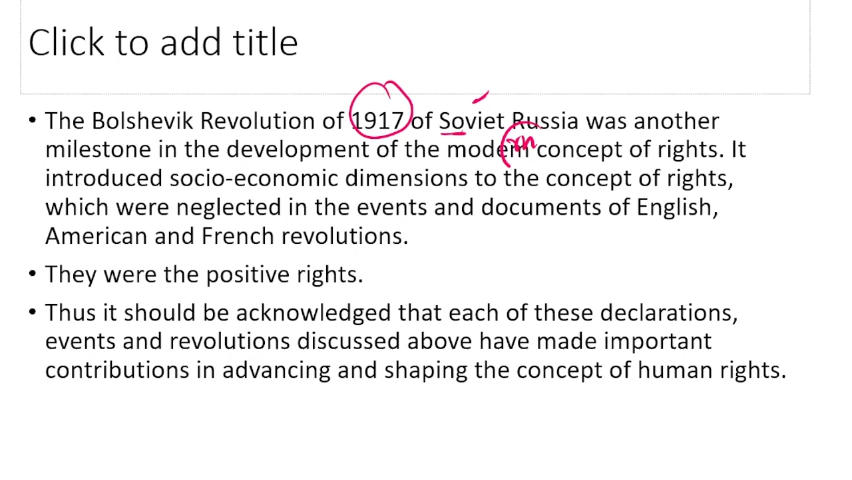 Click to add title
• The Bolshevik Revolution of 1917 of Soviet Russia was another
milestone in the development of the modern concept of rights. It
introduced socio-economic dimensions to the concept of rights,
which were neglected in the events and documents of English,
American and French revolutions.
• They were the positive rights.
• Thus it should be acknowledged that each of these declarations,
events and revolutions discussed above have made important
contributions in advancing and shaping the concept of human rights.